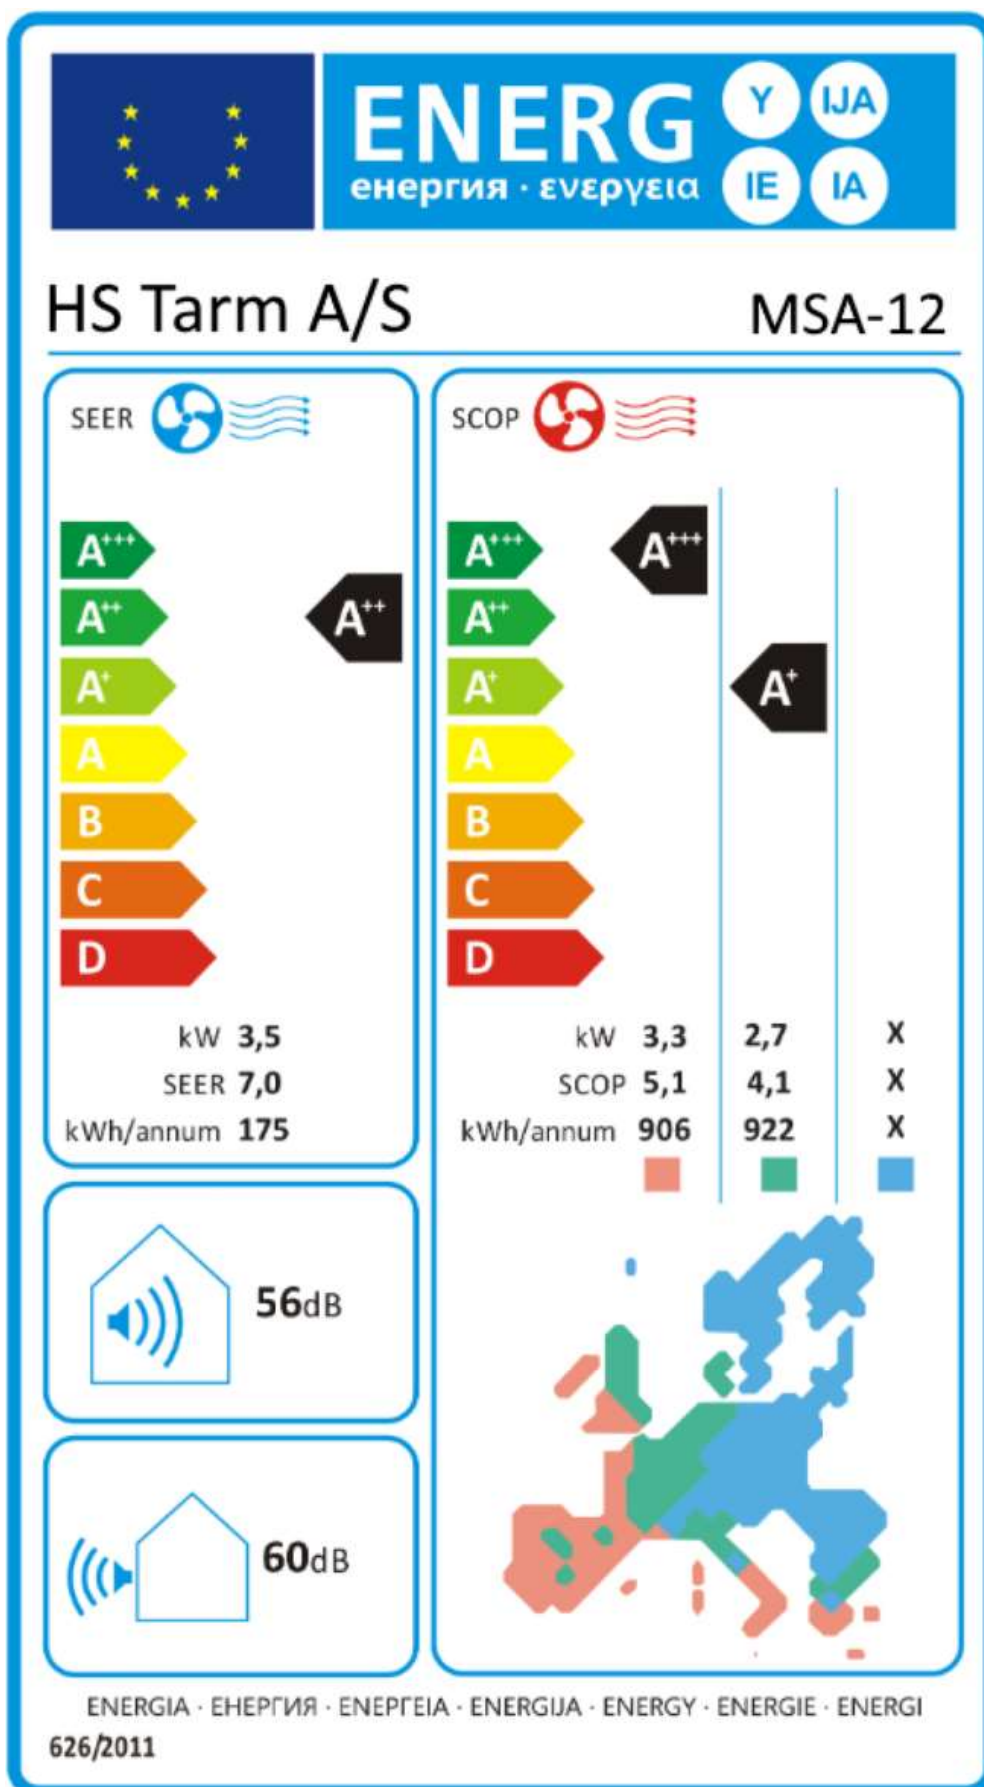 ENERG
енергия · ενεργεια
Y
IJA
IE
IA
HS Tarm A/S
MSA-12
SEER
A+++
A++
A+
A
B
C
D
A++
kW 3,5
SEER 7,0
kWh/annum 175
SCOP
A+++
A++
A+
A
B
C
D
A+++
A+
kW 3,3 2,7 X
SCOP 5,1 4,1 X
kWh/annum 906 922 X
56dB
60dB
ENERGIA · ЕНЕРГИЯ · ΕΝΕΡΓΕΙΑ · ENERGIJA · ENERGY · ENERGIE · ENERGI
626/2011